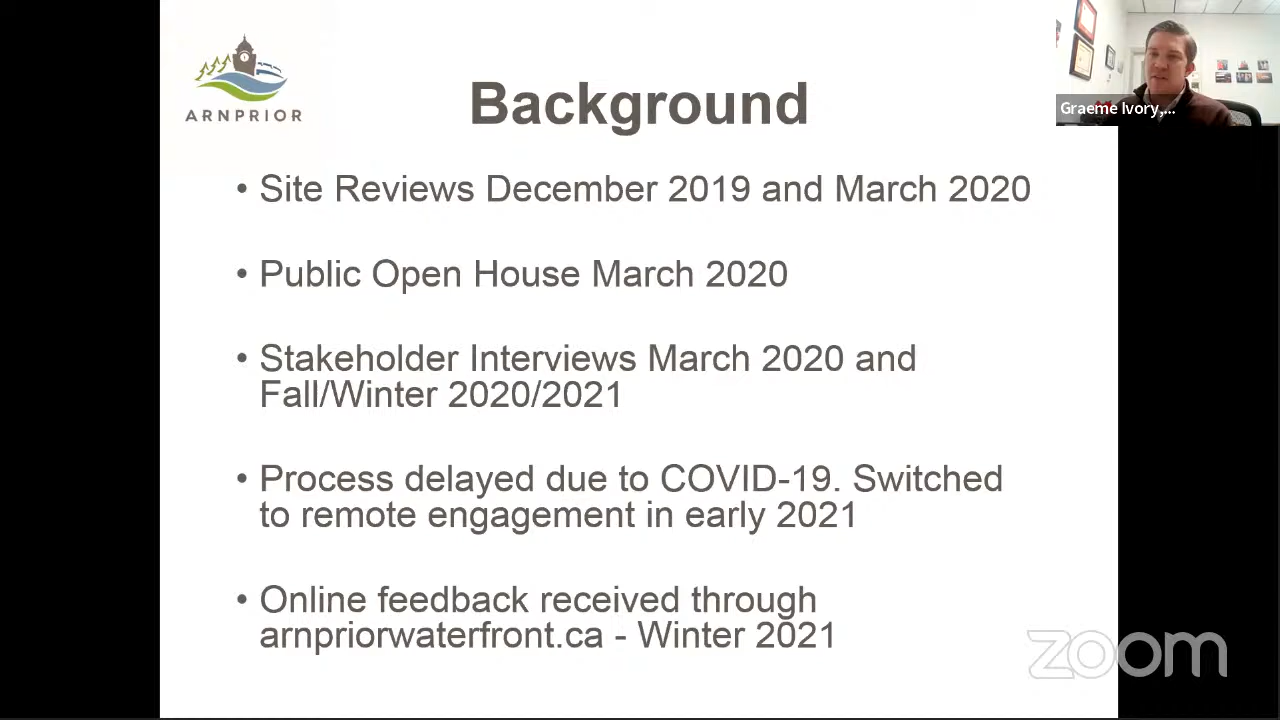 ARNPRIOR
Background
Graeme Ivory,...
• Site Reviews December 2019 and March 2020
• Public Open House March 2020
• Stakeholder Interviews March 2020 and
Fall/Winter 2020/2021
• Process delayed due to COVID-19. Switched
to remote engagement in early 2021
• Online feedback received through
arnpriorwaterfront.ca - Winter 2021
zoom